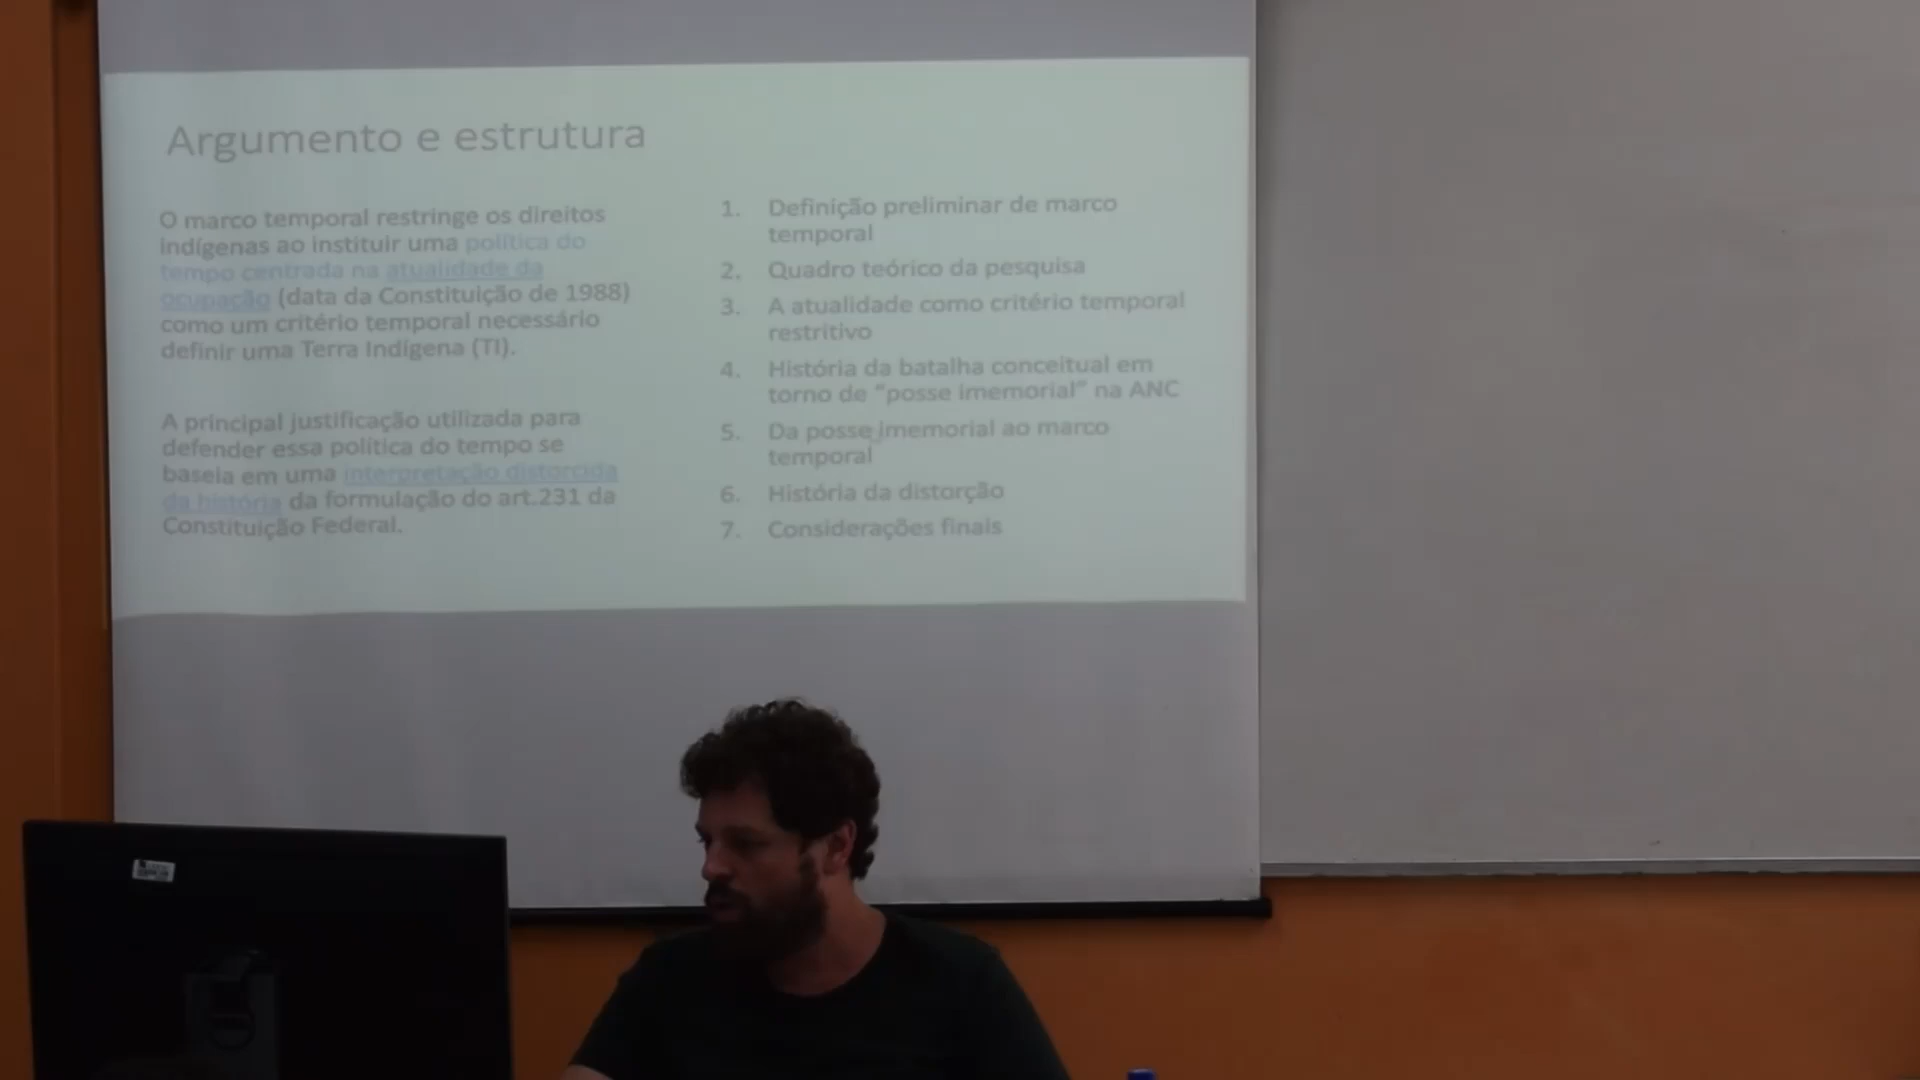 Argumento e estrutura
O marco temporal restringe os direitos
indígenas ao instituir uma política do
tempo centrada na atualidade da
ocupação (data da Constituição de 1988)
como um critério temporal necessário
definir uma Terra Indígena (TI).
A principal justificação utilizada para
defender essa política do tempo se
baseia em uma interpretação distorcida
da história da formulação do art.231 da
Constituição Federal.
1. Definição preliminar de marco
temporal
2. Quadro teórico da pesquisa
3. A atualidade como critério temporal
restritivo
4. História da batalha conceitual em
torno de "posse imemorial" na ANC
5. Da posse imemorial ao marco
temporal
6. História da distorção
7. Considerações finais